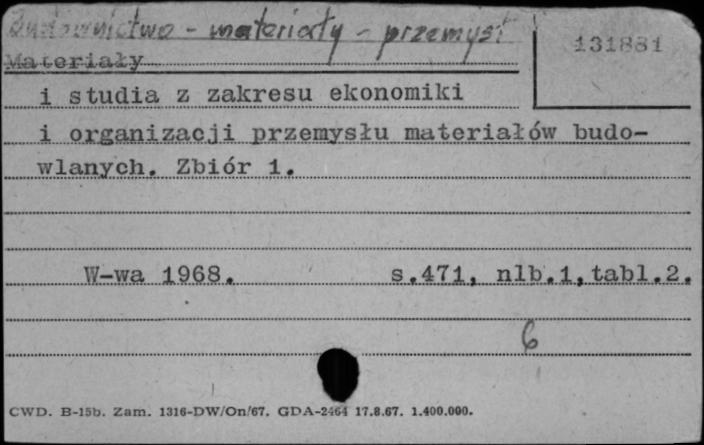 Budownictwo - materiały - przemysł
131881
Materiały
i studia z zakresu ekonomiki
i organizacji przemysłu materiałów budo-
wlanych. Zbiór 1.
W-wa 1968. s.471, nlb.1,tabl.2.
6
CWD. B-15b. Zam. 1316-DW/On/67. GDA-2464 17.8.67. 1.400.000.